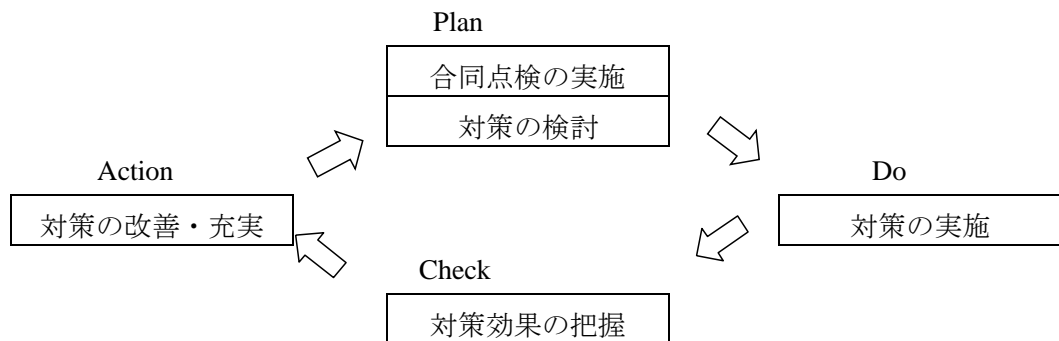 Plan
合同点検の実施
対策の検討
Action
Do
対策の改善・充実
対策の実施
Check
対策効果の把握